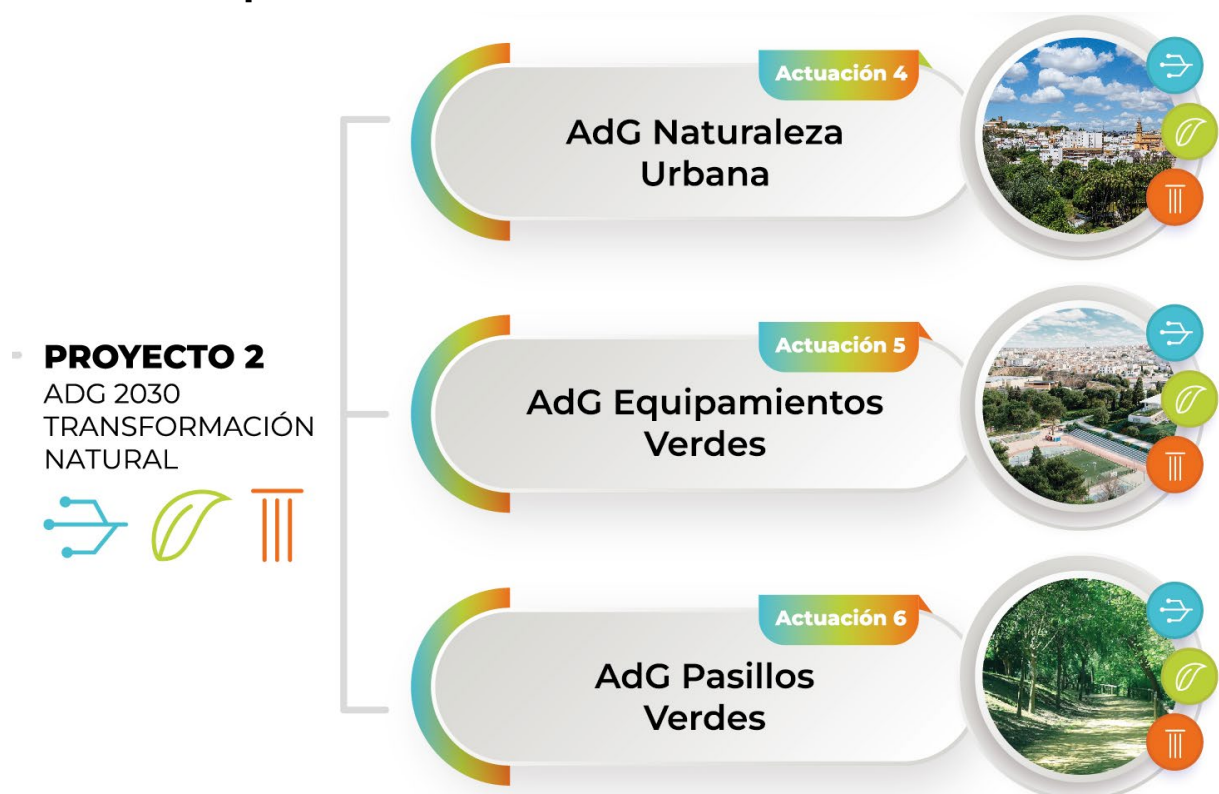 PROYECTO 2
ADG 2030
TRANSFORMACIÓN
NATURAL
Actuación 4
AdG Naturaleza
Urbana
Actuación 5
AdG Equipamientos
Verdes
Actuación 6
AdG Pasillos
Verdes